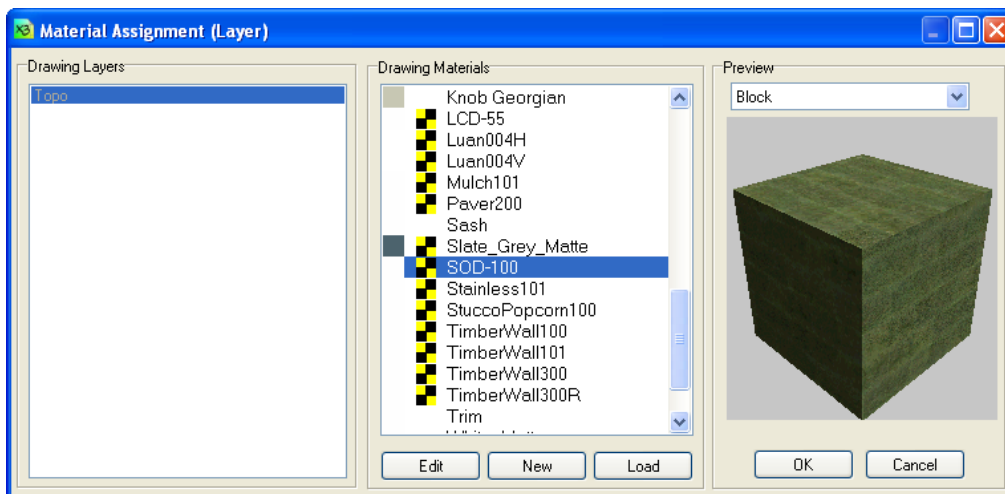 X3 Material Assignment (Layer)
Drawing Layers
Topo
Drawing Materials
Knob Georgian
LCD-55
Luan004H
Luan004V
Mulch101
Paver200
Sash
Slate_Grey_Matte
SOD-100
Stainless101
StuccoPopcorn100
TimberWall100
TimberWall101
TimberWall300
TimberWall300R
Trim
Edit New Load
Preview
Block
OK Cancel